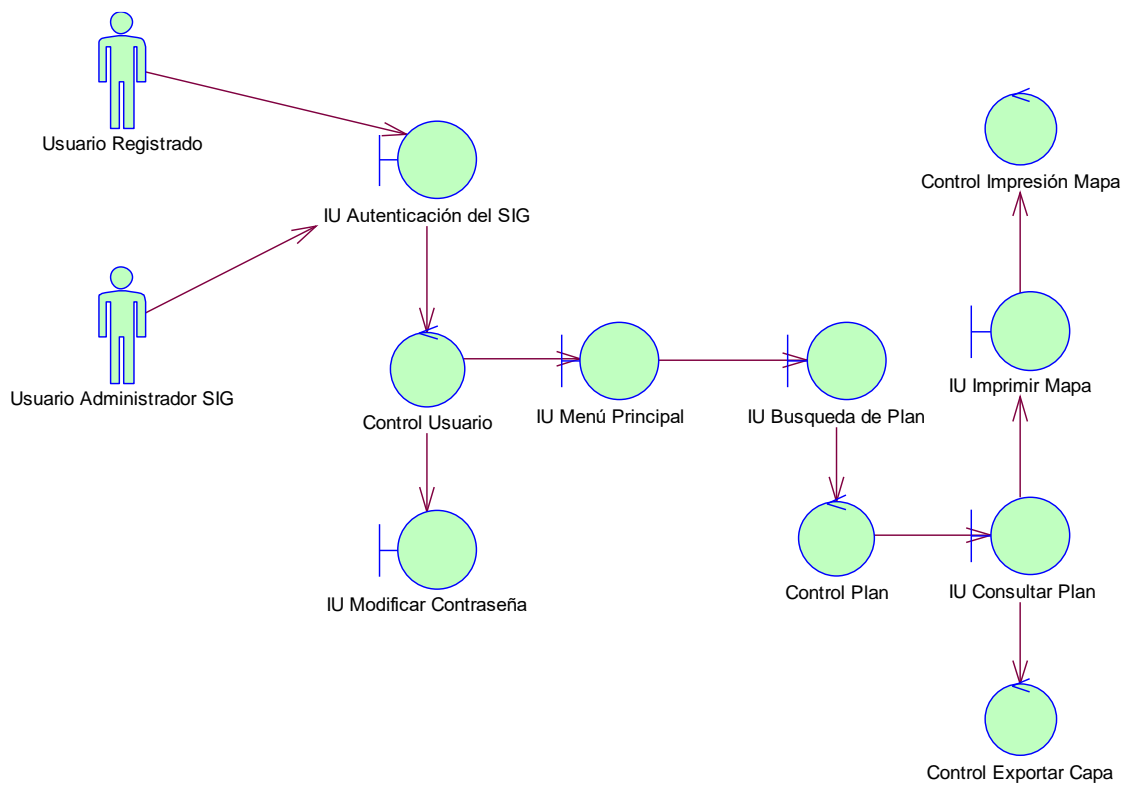 Usuario Registrado
Control Impresión Mapa
IU Autenticación del SIG
IU Imprimir Mapa
Usuario Administrador SIG
Control Usuario
IU Menú Principal
IU Busqueda de Plan
IU Modificar Contraseña
Control Plan
IU Consultar Plan
Control Exportar Capa